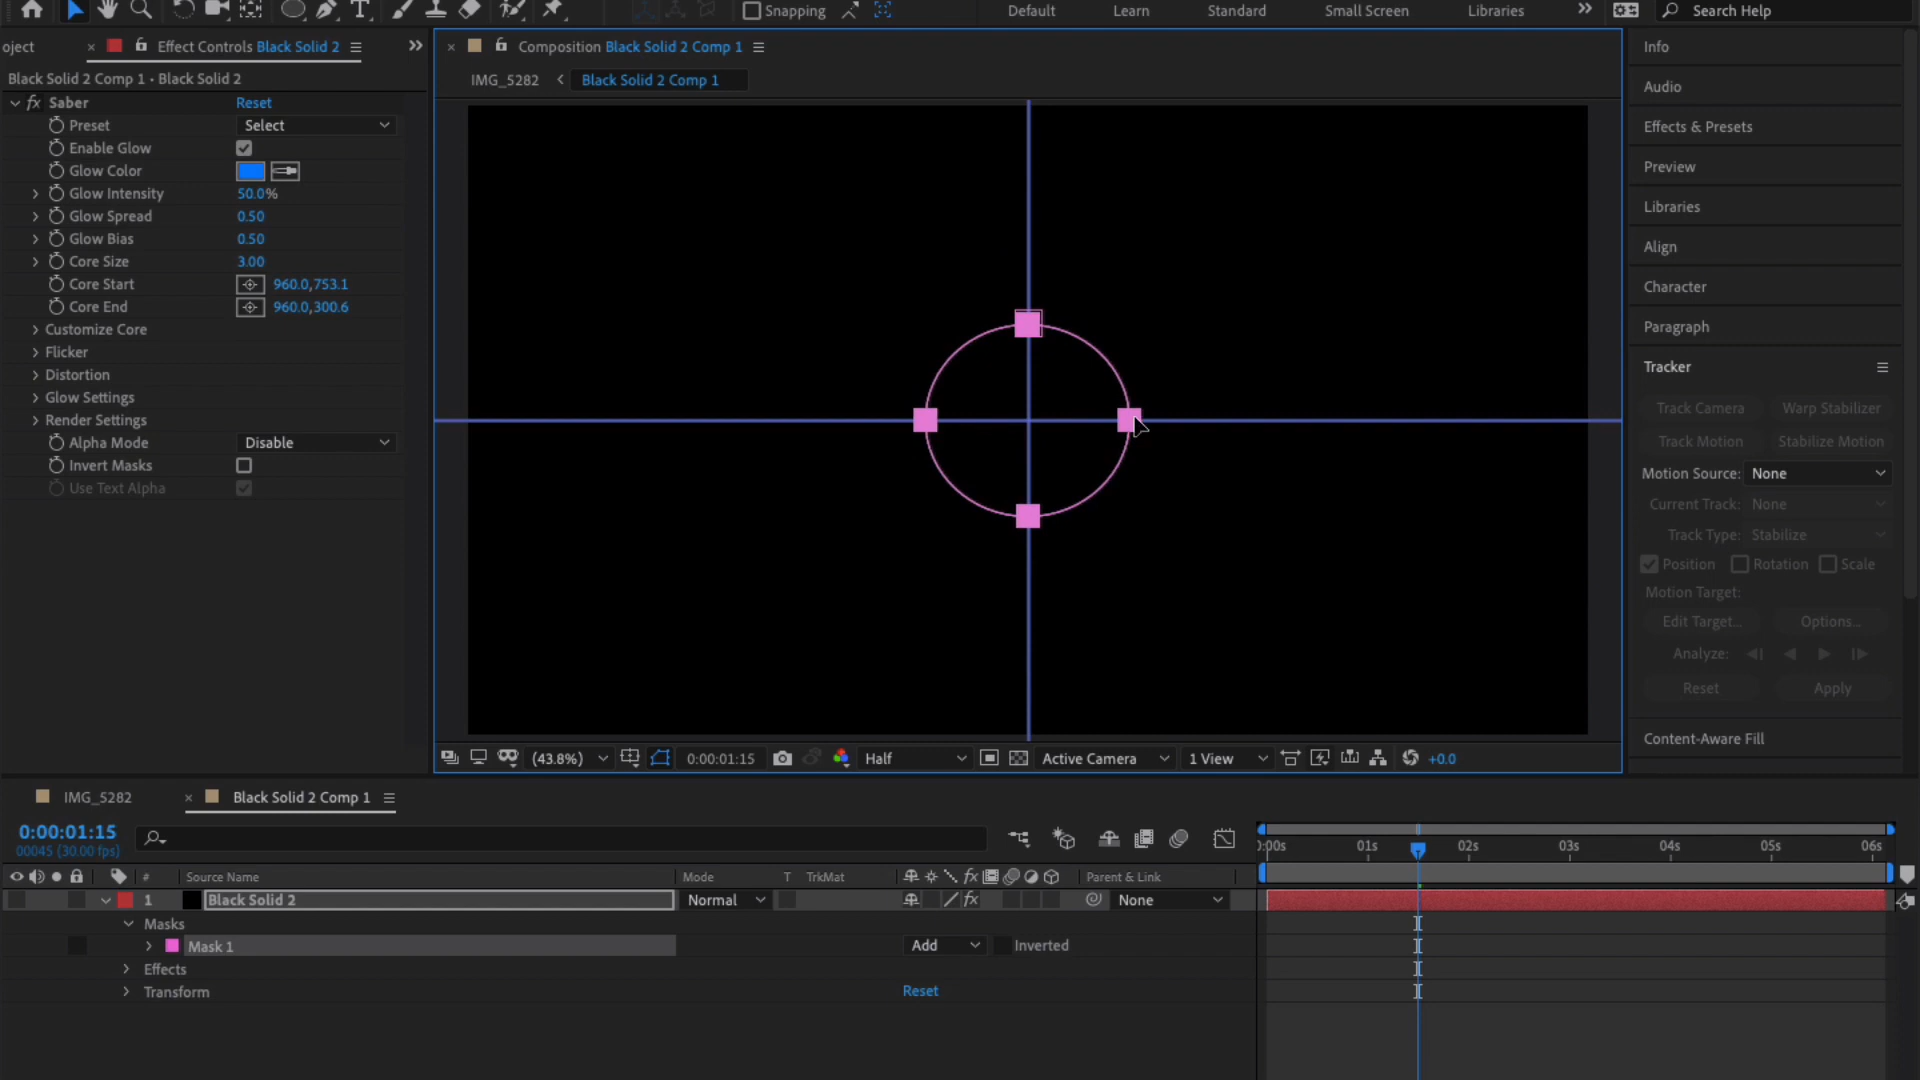 Snapping
Default
Learn
Standard
Small Screen
Libraries
Search Help
oject
Effect Controls Black Solid 2
Composition Black Solid 2 Comp 1
Info
Black Solid 2 Comp 1 • Black Solid 2
IMG_5282
Black Solid 2 Comp 1
Audio
fx Saber
Reset
Preset
Select
Effects & Presets
Enable Glow
Glow Color
Preview
Glow Intensity
50.0%
Glow Spread
0.50
Libraries
Glow Bias
0.50
Align
Core Size
3.00
Core Start
960.0,753.1
Character
Core End
960.0,300.6
Customize Core
Paragraph
Flicker
Distortion
Tracker
Glow Settings
Track Camera
Warp Stabilizer
Render Settings
Alpha Mode
Disable
Track Motion
Stabilize Motion
Invert Masks
Motion Source:
None
Use Text Alpha
Current Track:
None
Track Type:
Stabilize
Position
Rotation
Scale
Motion Target:
Edit Target...
Options...
Analyze:
Reset
Apply
Content-Aware Fill
(43.8%)
0:00:01:15
Half
Active Camera
1 View
+0.0
IMG_5282
Black Solid 2 Comp 1
0:00:01:15
00045 (30.00 fps)
):00s
01s
02s
03s
04s
05s
06s
#
Source Name
Mode
T
TrkMat
fx
Parent & Link
1
Black Solid 2
Normal
fx
None
Masks
Mask 1
Add
Inverted
Effects
Transform
Reset